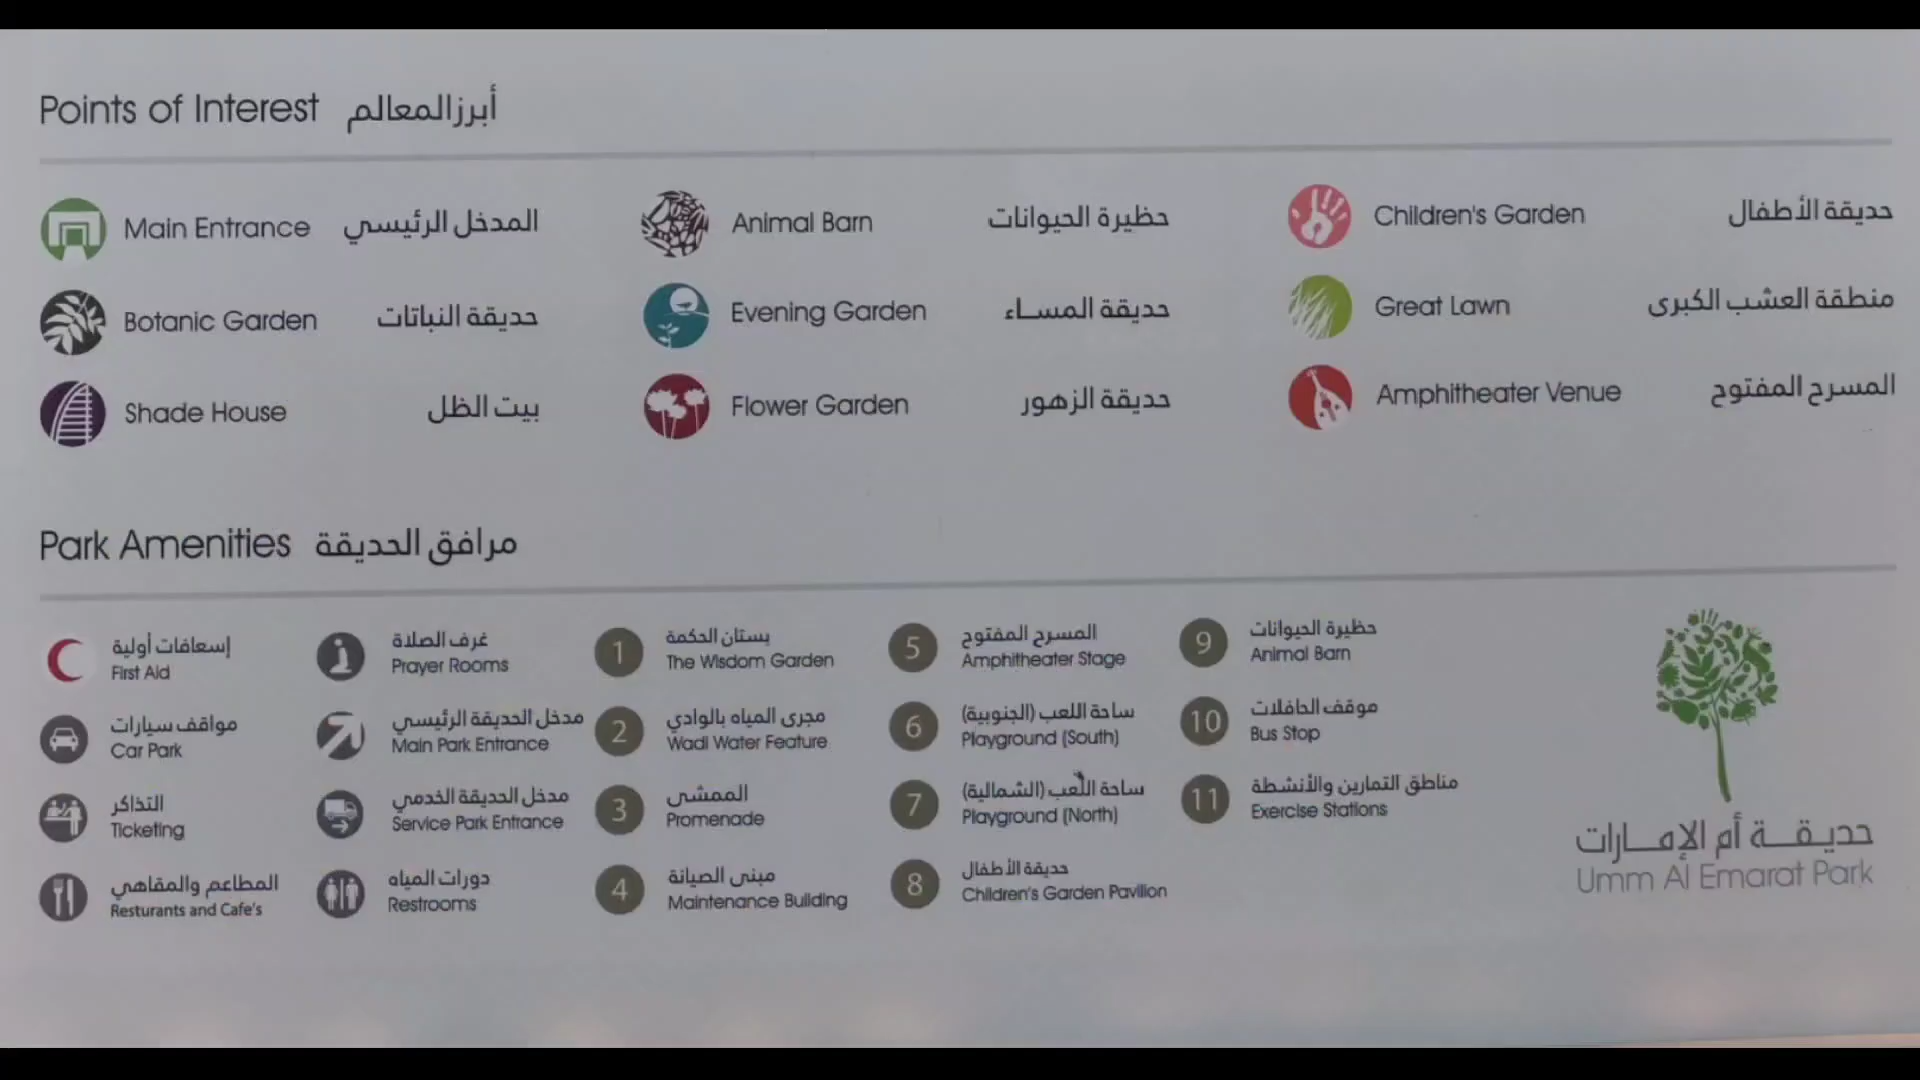 Points of Interest أبرز المعالم
Main Entrance المدخل الرئيسي
Botanic Garden حديقة النباتات
Shade House بيت الظل
Animal Barn حظيرة الحيوانات
Evening Garden حديقة المساء
Flower Garden حديقة الزهور
Children's Garden حديقة الأطفال
Great Lawn منطقة العشب الكبرى
Amphitheater Venue المسرح المفتوح
Park Amenities مرافق الحديقة
إسعافات أولية
First Aid
مواقف سيارات
Car Park
التذاكر
Ticketing
المطاعم والمقاهي
Resturants and Cafe's
غرف الصلاة
Prayer Rooms
مدخل الحديقة الرئيسي
Main Park Entrance
مدخل الحديقة الخدمي
Service Park Entrance
دورات المياه
Restrooms
1
بستان الحكمة
The Wisdom Garden
2
مجرى المياه بالوادي
Wadi Water Feature
3
الممشى
Promenade
4
مبنى الصيانة
Maintenance Building
5
المسرح المفتوح
Amphitheater Stage
6
ساحة اللعب (الجنوبية)
Playground (South)
7
ساحة اللعب (الشمالية)
Playground (North)
8
حديقة الأطفال
Children's Garden Pavilion
9
حظيرة الحيوانات
Animal Barn
10
موقف الحافلات
Bus Stop
11
مناطق التمارين والأنشطة
Exercise Stations
حديقة أم الإمارات
Umm Al Emarat Park